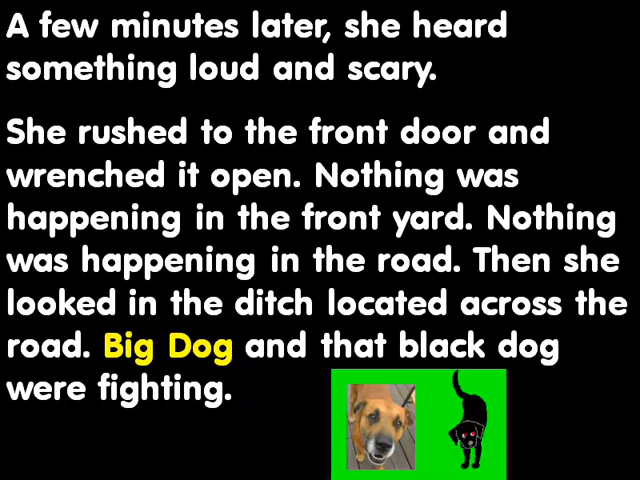 A few minutes later, she heard
something loud and scary.
She rushed to the front door and
wrenched it open. Nothing was
happening in the front yard. Nothing
was happening in the road. Then she
looked in the ditch located across the
road. Big Dog and that black dog
were fighting.